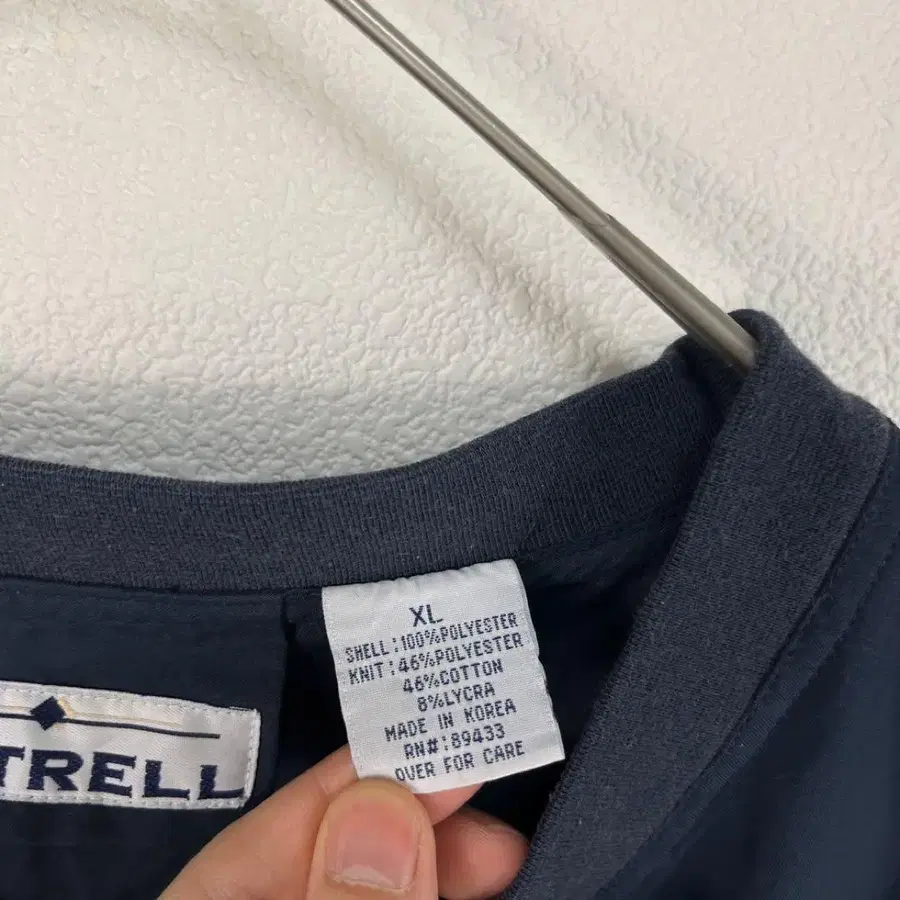 XL
SHELL:100%POLYESTER
KNIT:46%POLYESTER
46%COTTON
8%LYCRA
MADE IN KOREA
RN#:89433
OVER FOR CARE
TRELL